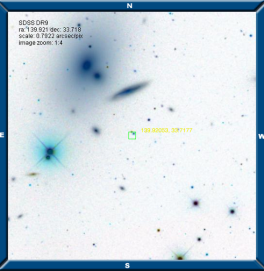 N
SDSS DR9
ra: 139.921 dec: 33.718
scale: 0.7922 arcsec/pix
image zoom: 1:4
E
W
S